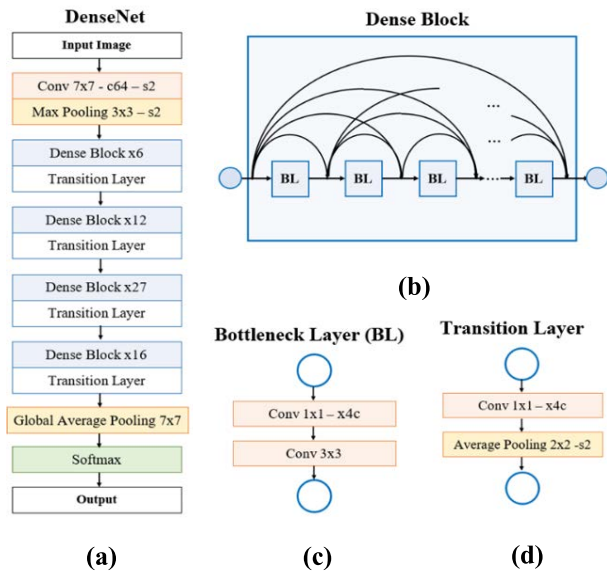 DenseNet
Input Image
Conv 7x7 - c64 – s2
Max Pooling 3x3 – s2
Dense Block x6
Transition Layer
Dense Block x12
Transition Layer
Dense Block x27
Transition Layer
Dense Block x16
Transition Layer
Global Average Pooling 7x7
Softmax
Output
(a)
Dense Block
...
...
BL
BL
BL
...
BL
(b)
Bottleneck Layer (BL)
Conv 1x1 – x4c
Conv 3x3
(c)
Transition Layer
Conv 1x1 – x4c
Average Pooling 2x2 -s2
(d)